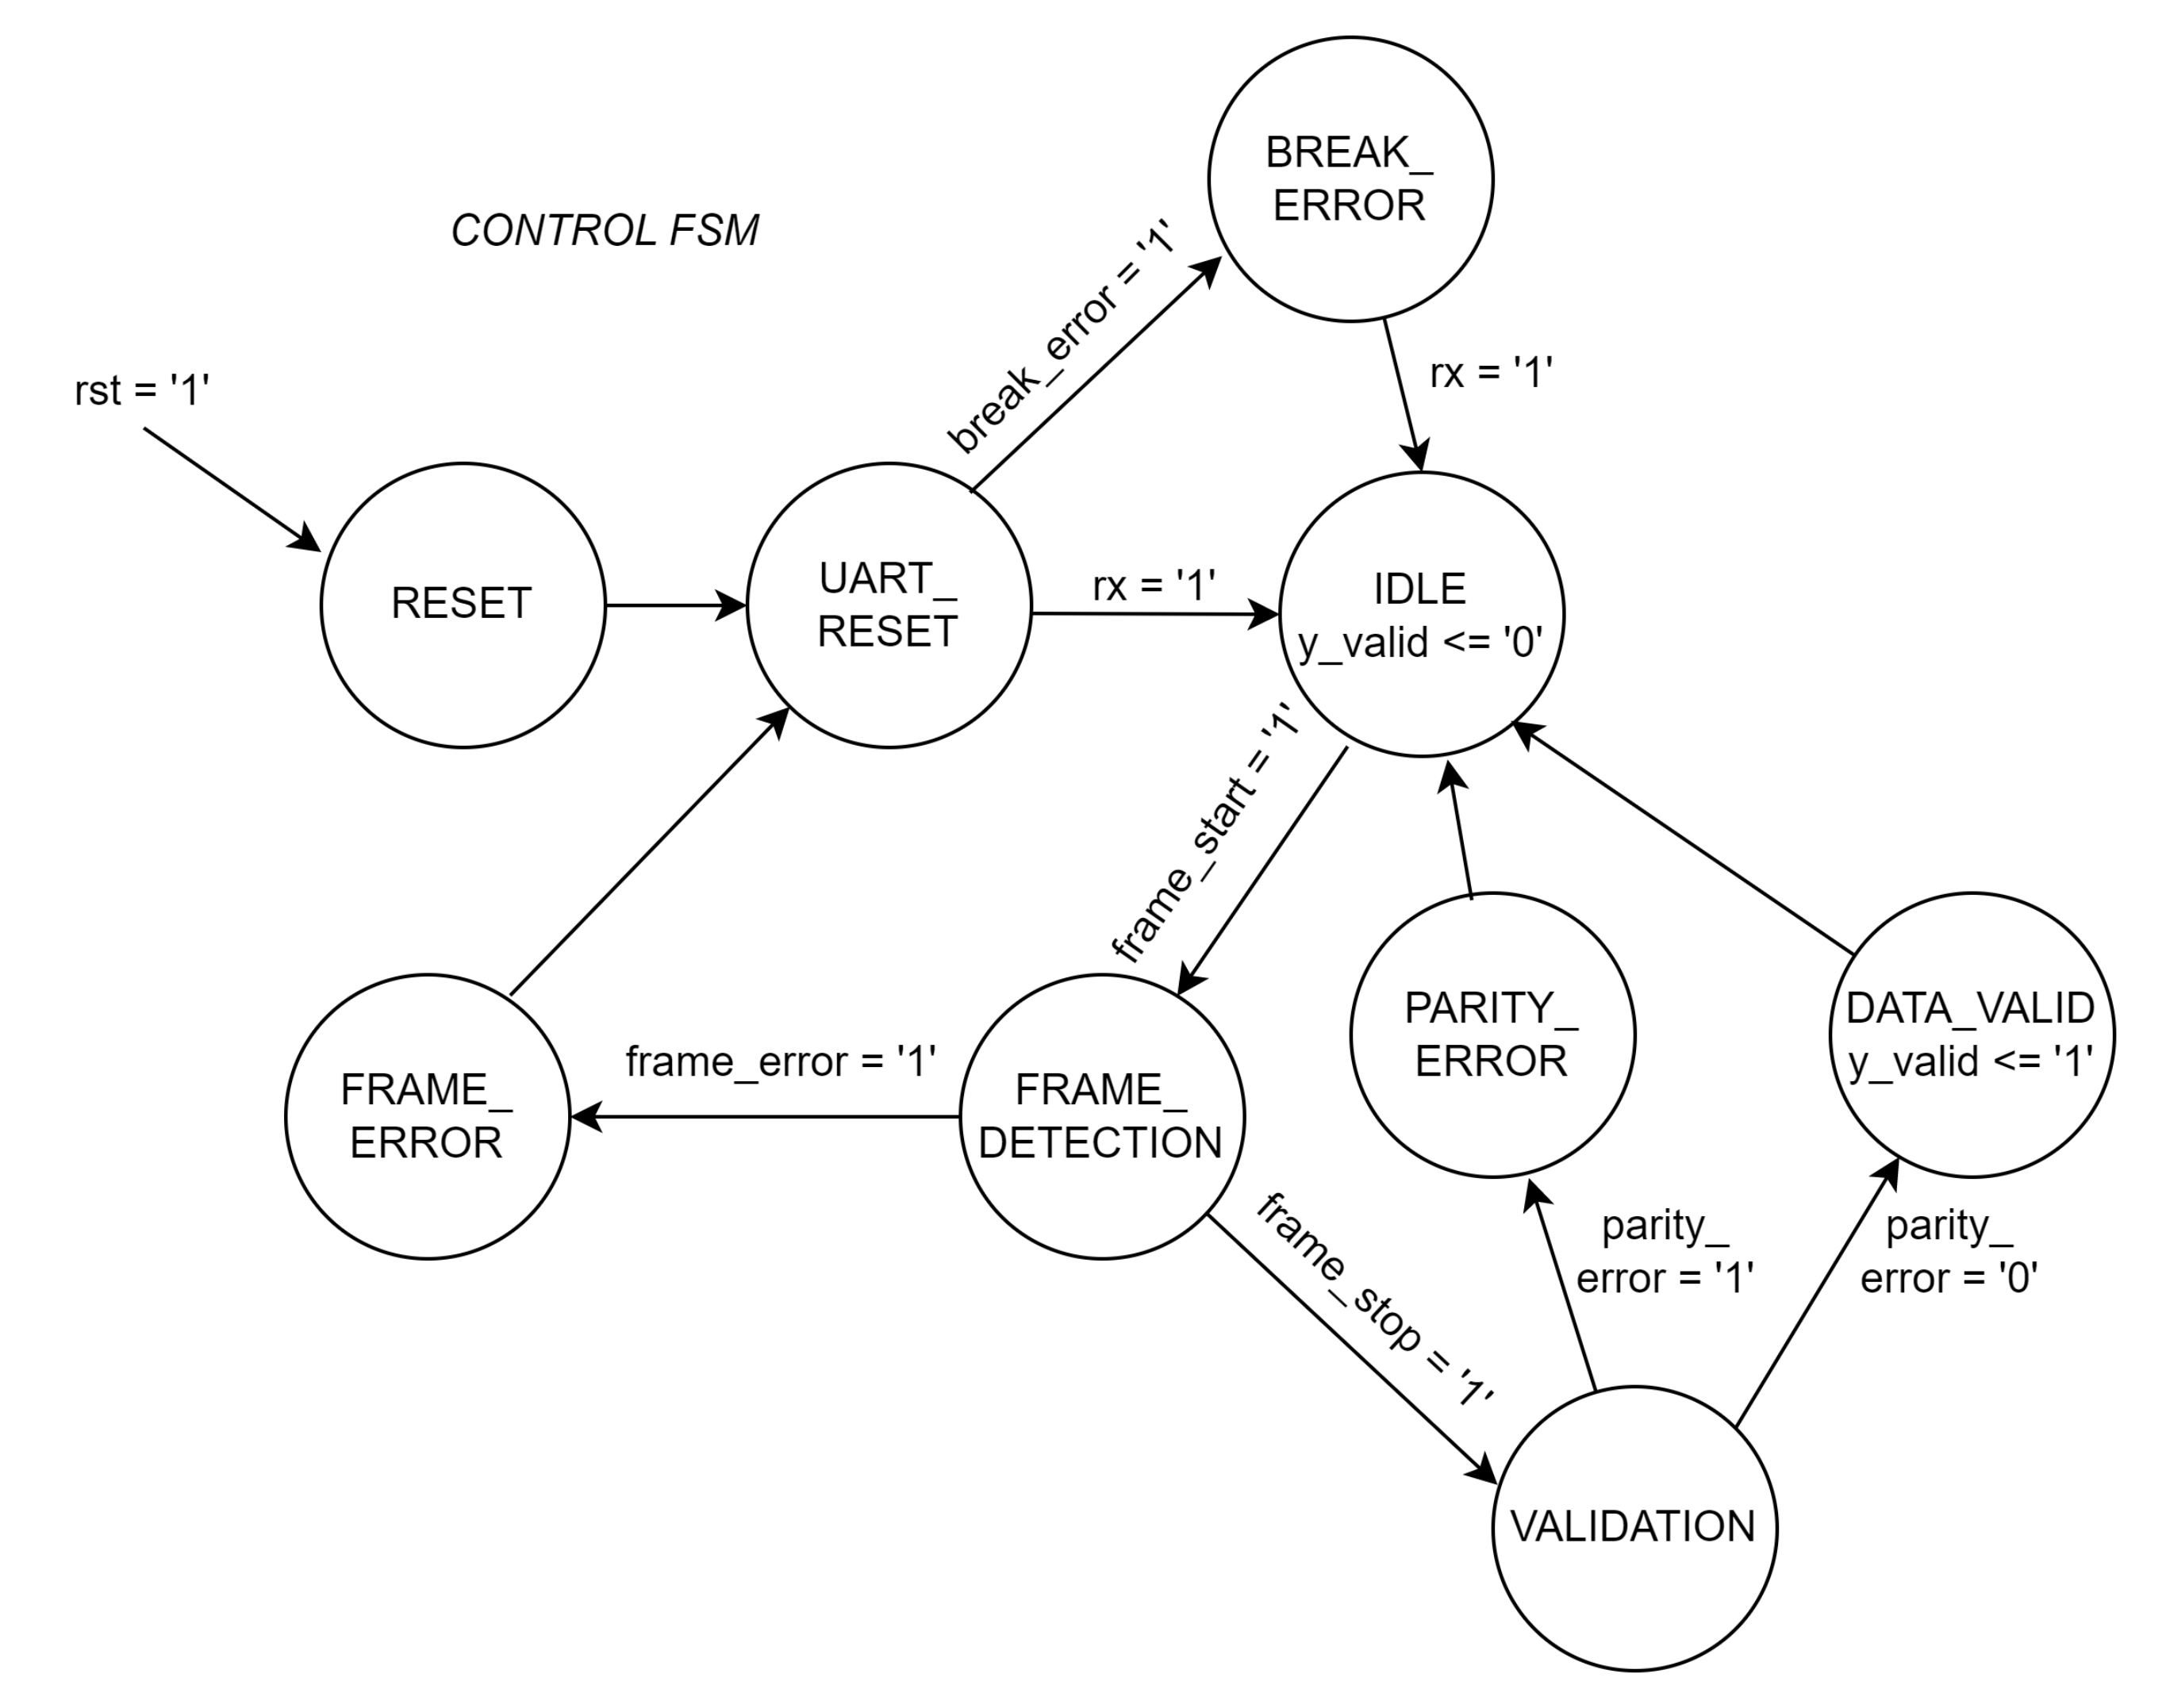 BREAK_
ERROR
CONTROL FSM
break_error = '1'
rx = '1'
rst = '1'
RESET
UART_
RESET
rx = '1'
IDLE
y_valid <= '0'
frame_start = '1'
FRAME_
ERROR
frame_error = '1'
FRAME_
DETECTION
PARITY_
ERROR
DATA_VALID
y_valid <= '1'
frame_stop = '1'
parity_
error = '1'
parity_
error = '0'
VALIDATION